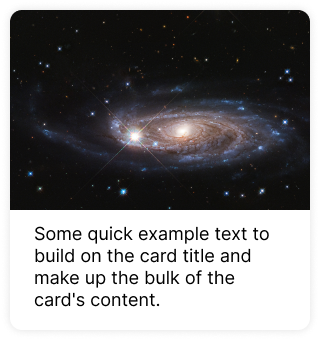 Some quick example text to
build on the card title and
make up the bulk of the
card's content.